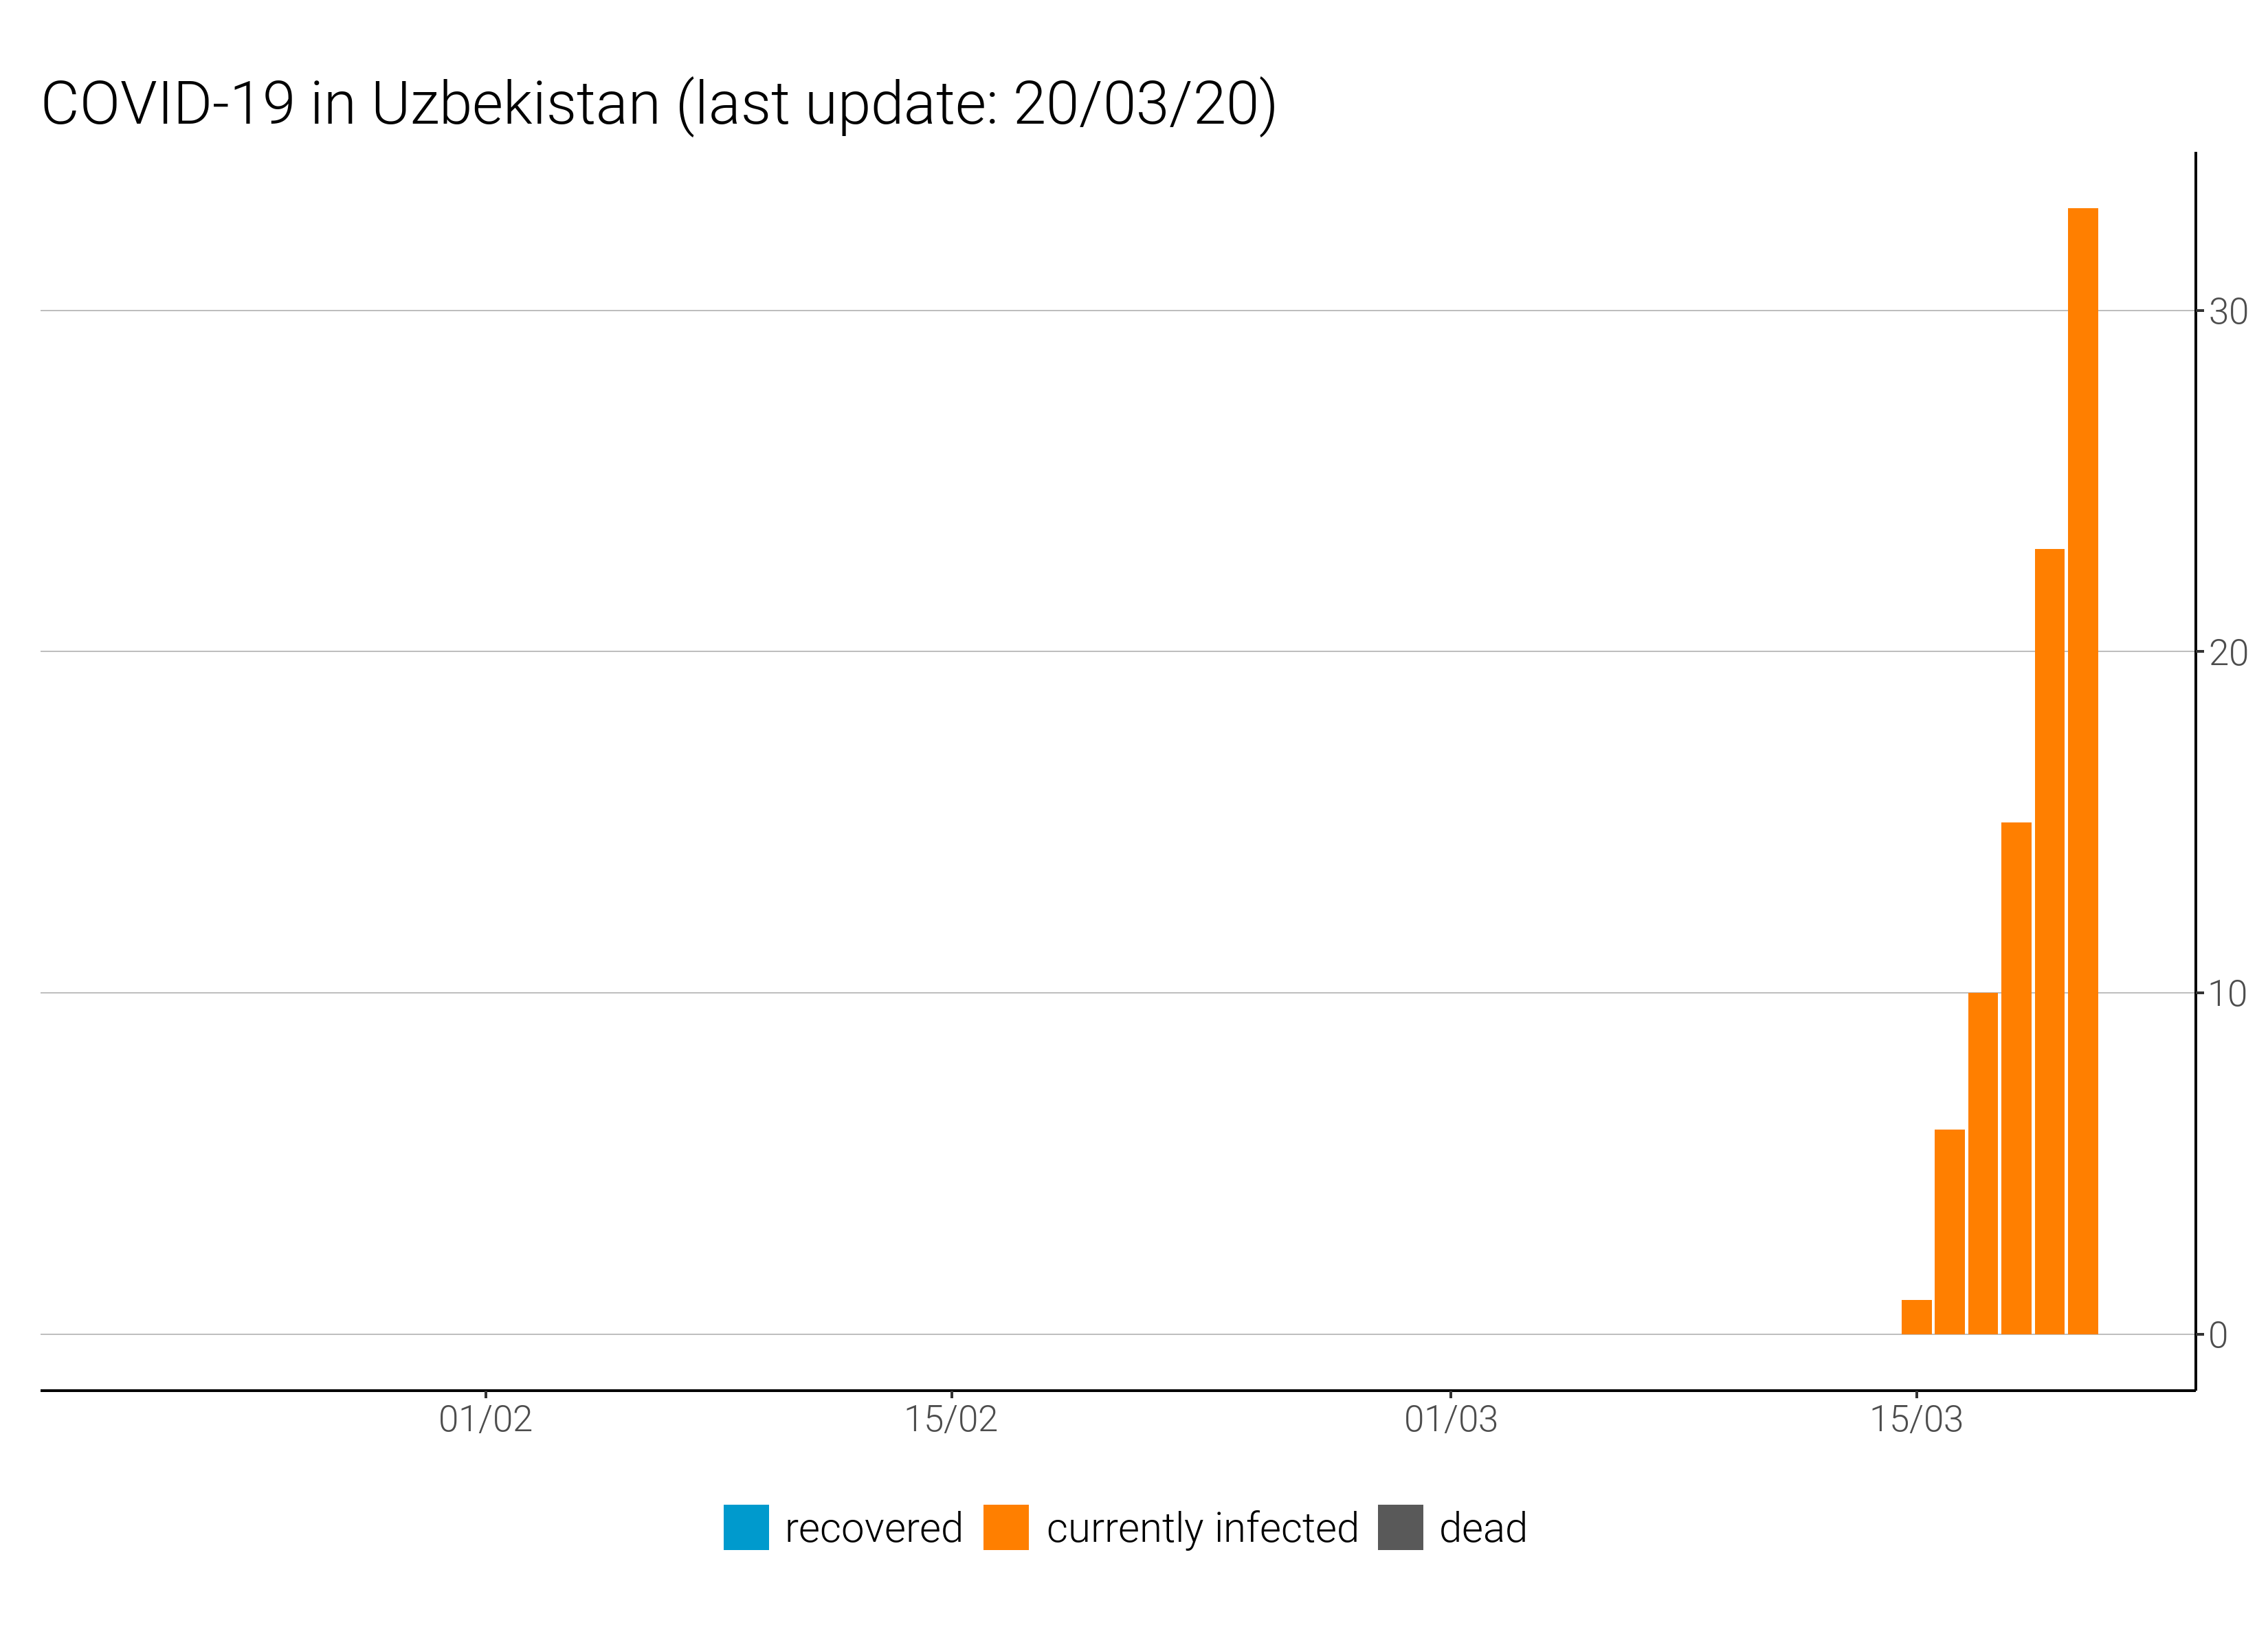 COVID-19 in Uzbekistan (last update: 20/03/20)
30
20
10
0
01/02 15/02 01/03 15/03
recovered currently infected dead